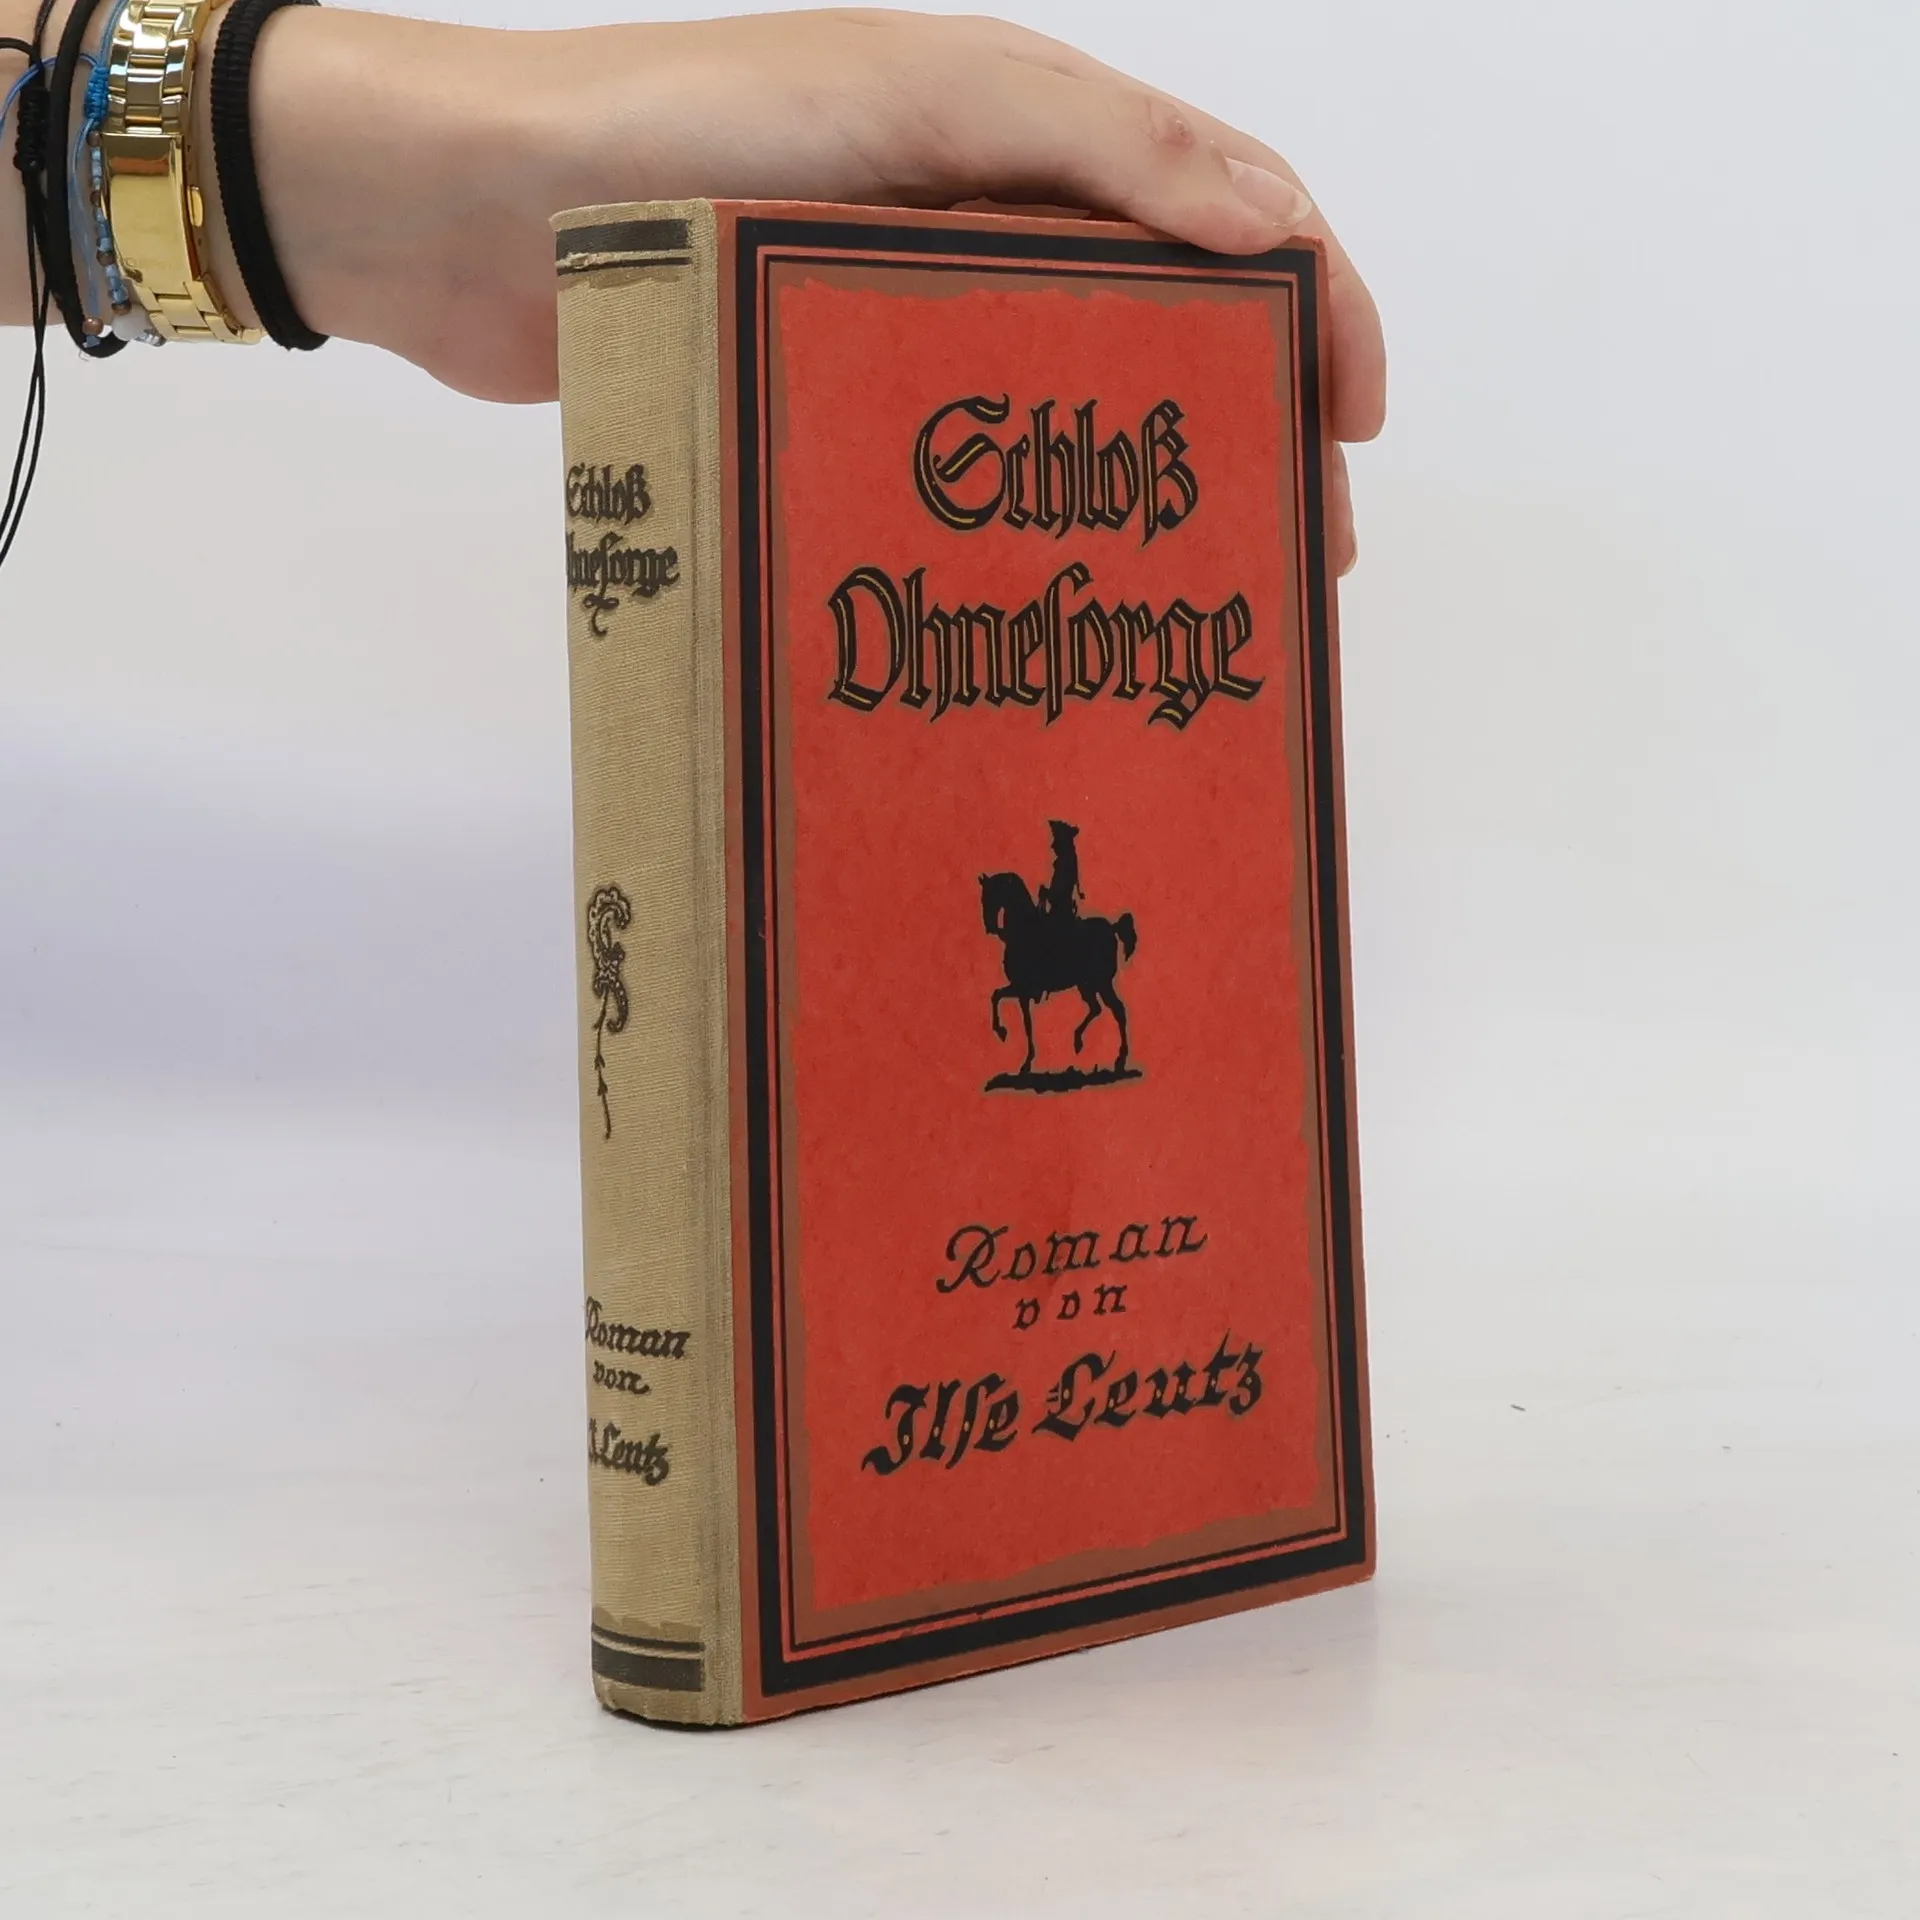 Schloß
Ohneſorge
Roman
von
I. Leutz
Schloß
Ohneſorge
Roman
von
Ilſe Leutz